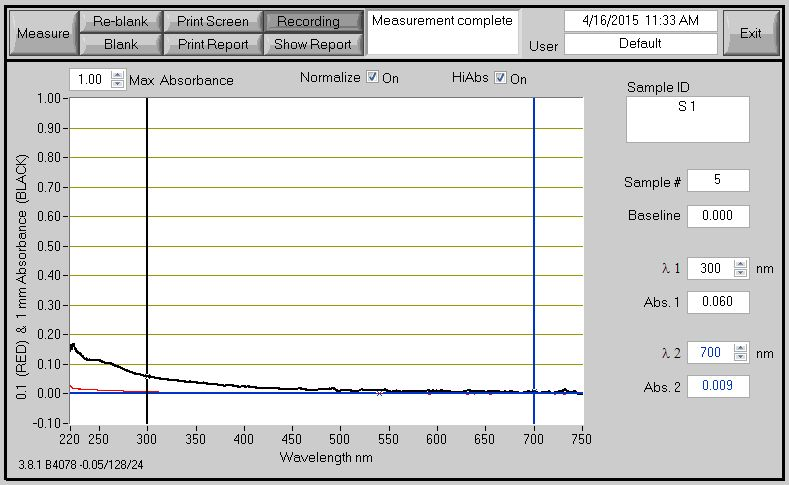 Measure
Re-blank
Print Screen
Recording
Measurement complete
4/16/2015 11:33 AM
Exit
Blank
Print Report
Show Report
User
Default
1.00 Max Absorbance
Normalize On
HiAbs On
Sample ID
S 1
Sample # 5
Baseline 0.000
λ 1 300 nm
Abs. 1 0.060
λ 2 700 nm
Abs. 2 0.009
0.1 (RED) & 1 mm Absorbance (BLACK)
1.00
0.90
0.80
0.70
0.60
0.50
0.40
0.30
0.20
0.10
0.00
-0.10
220 250 300 350 400 450 500 550 600 650 700 750
Wavelength nm
3.8.1 B4078 -0.05/128/24